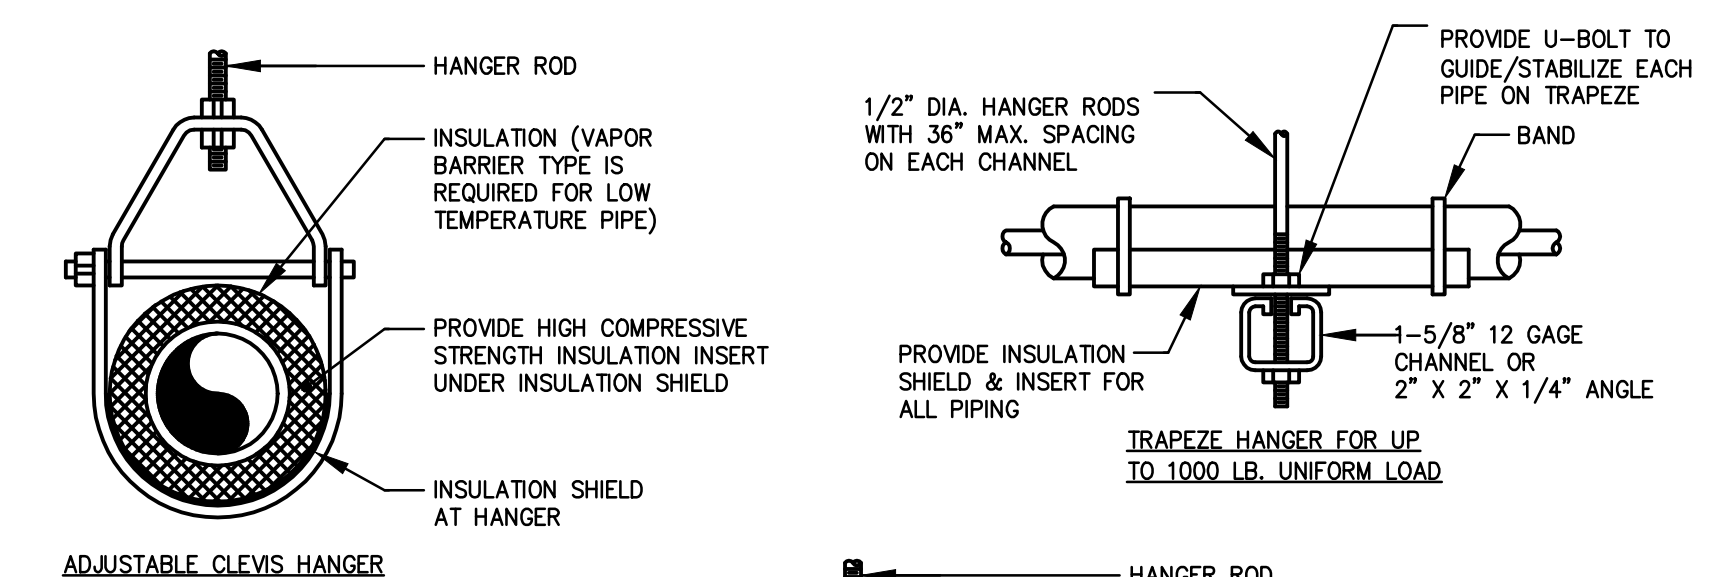 HANGER ROD
INSULATION (VAPOR
BARRIER TYPE IS
REQUIRED FOR LOW
TEMPERATURE PIPE)
PROVIDE HIGH COMPRESSIVE
STRENGTH INSULATION INSERT
UNDER INSULATION SHIELD
INSULATION SHIELD
AT HANGER
ADJUSTABLE CLEVIS HANGER
PROVIDE U-BOLT TO
GUIDE/STABILIZE EACH
PIPE ON TRAPEZE
1/2" DIA. HANGER RODS
WITH 36" MAX. SPACING
ON EACH CHANNEL
BAND
PROVIDE INSULATION
SHIELD & INSERT FOR
ALL PIPING
1-5/8" 12 GAGE
CHANNEL OR
2" X 2" X 1/4" ANGLE
TRAPEZE HANGER FOR UP
TO 1000 LB. UNIFORM LOAD
HANGER ROD